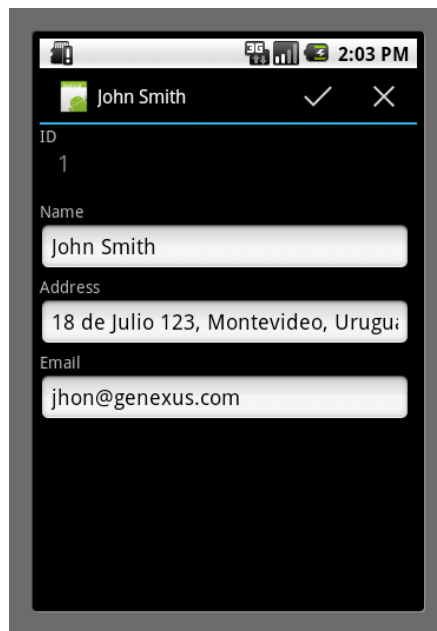 3G 2:03 PM
John Smith
ID
1
Name
John Smith
Address
18 de Julio 123, Montevideo, Urugu
Email
jhon@genexus.com